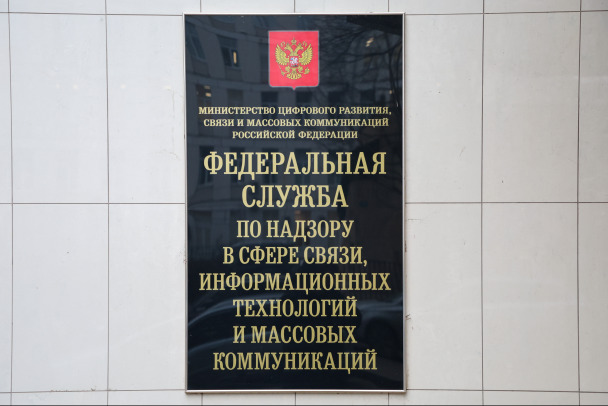 МИНИСТЕРСТВО ЦИФРОВОГО РАЗВИТИЯ,
СВЯЗИ И МАССОВЫХ КОММУНИКАЦИЙ
РОССИЙСКОЙ ФЕДЕРАЦИИ
ФЕДЕРАЛЬНАЯ
СЛУЖБА
ПО НАДЗОРУ
В СФЕРЕ СВЯЗИ,
ИНФОРМАЦИОННЫХ
ТЕХНОЛОГИЙ
И МАССОВЫХ
КОММУНИКАЦИЙ